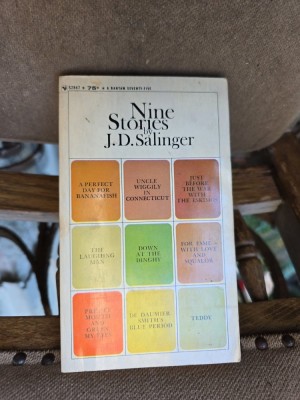 75¢ ★ A BANTAM SEVENTY-FIVE
Nine
Stories
BY
J. D. Salinger
A PERFECT
DAY FOR
BANANAFISH
UNCLE
WIGGILY IN
CONNECTICUT
JUST
BEFORE
THE WAR
WITH THE
ESKIMOS
THE
LAUGHING
MAN
DOWN
AT THE
DINGHY
FOR ESMÉ –
WITH LOVE
AND
SQUALOR
PRETTY
MOUTH
AND
GREEN
MY EYES
DE DAUMIER-
SMITH'S
BLUE PERIOD
TEDDY